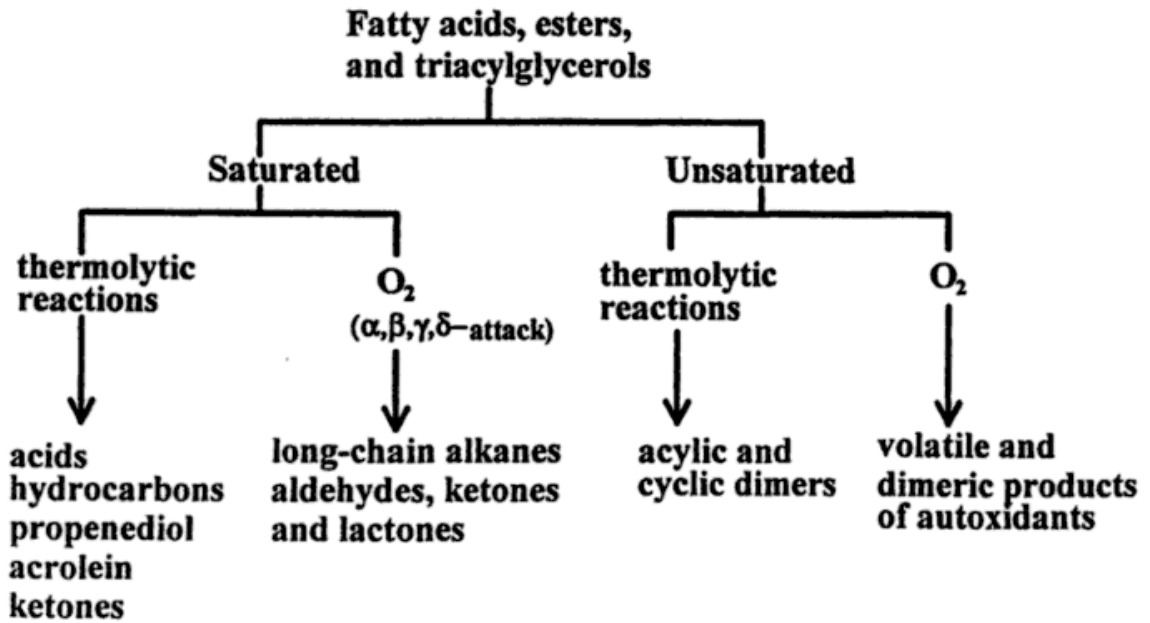 Fatty acids, esters,
and triacylglycerols
Saturated
Unsaturated
thermolytic
reactions
O₂
(α,β,γ,δ-attack)
thermolytic
reactions
O₂
acids
hydrocarbons
propenediol
acrolein
ketones
long-chain alkanes
aldehydes, ketones
and lactones
acylic and
cyclic dimers
volatile and
dimeric products
of autoxidants